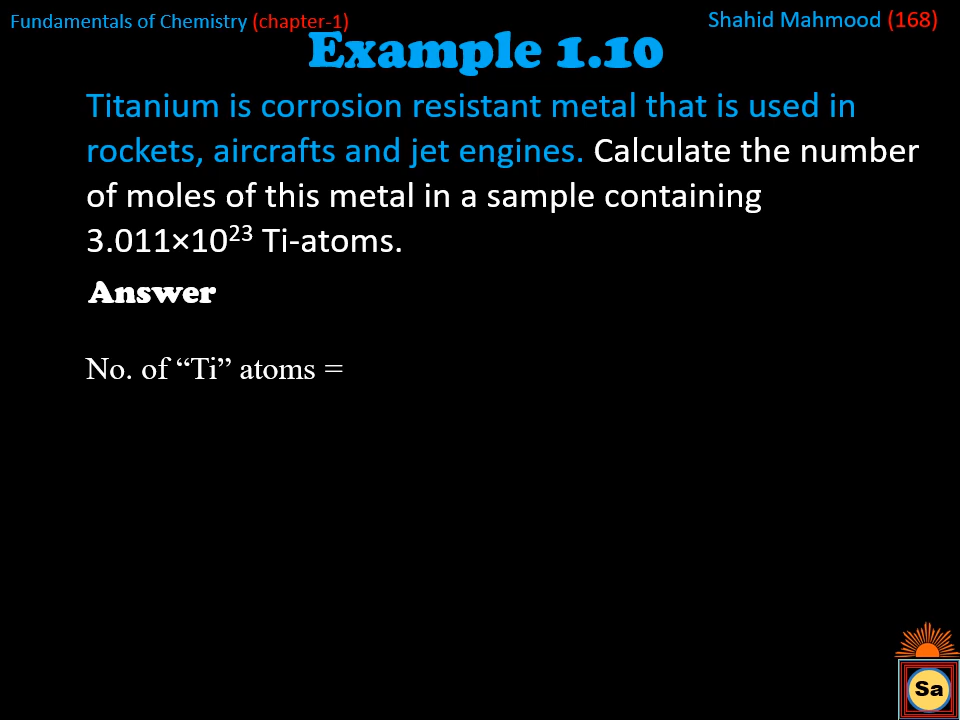 Fundamentals of Chemistry (chapter-1)
Shahid Mahmood (168)
Example 1.10
Titanium is corrosion resistant metal that is used in
rockets, aircrafts and jet engines. Calculate the number
of moles of this metal in a sample containing
3.011×10²³ Ti-atoms.
Answer
No. of “Ti” atoms =
Sa